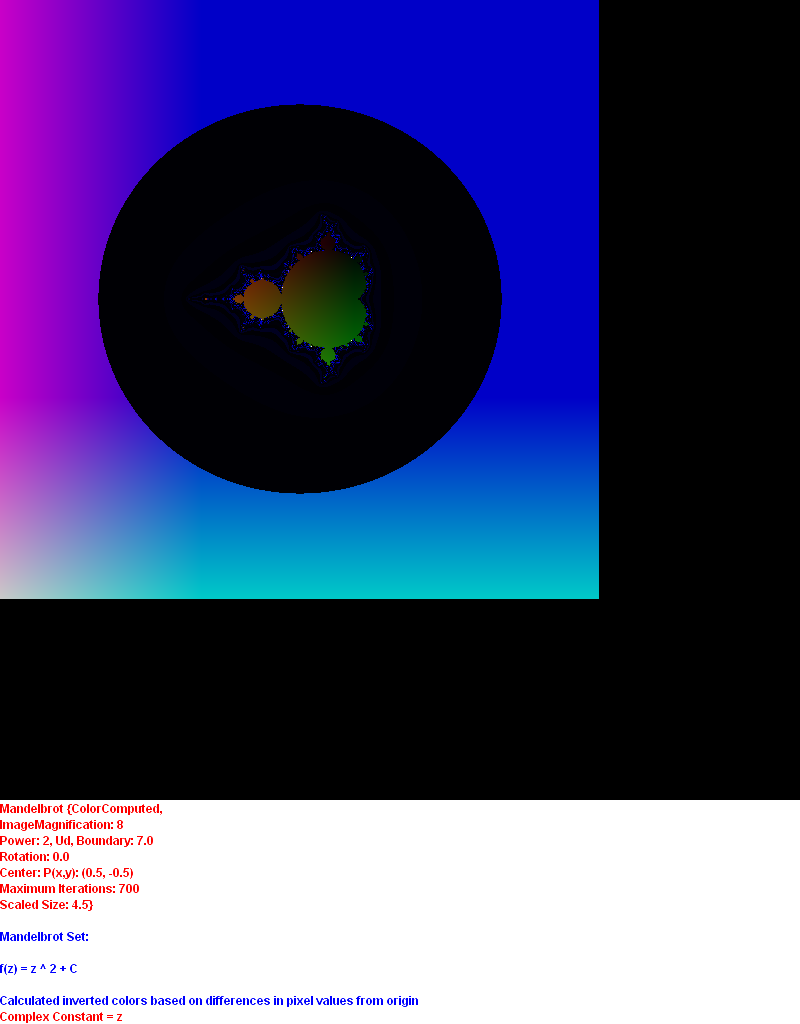 Mandelbrot {ColorComputed,
ImageMagnification: 8
Power: 2, Ud, Boundary: 7.0
Rotation: 0.0
Center: P(x,y): (0.5, -0.5)
Maximum Iterations: 700
Scaled Size: 4.5}
Mandelbrot Set:
f(z) = z ^ 2 + C
Calculated inverted colors based on differences in pixel values from origin
Complex Constant = z